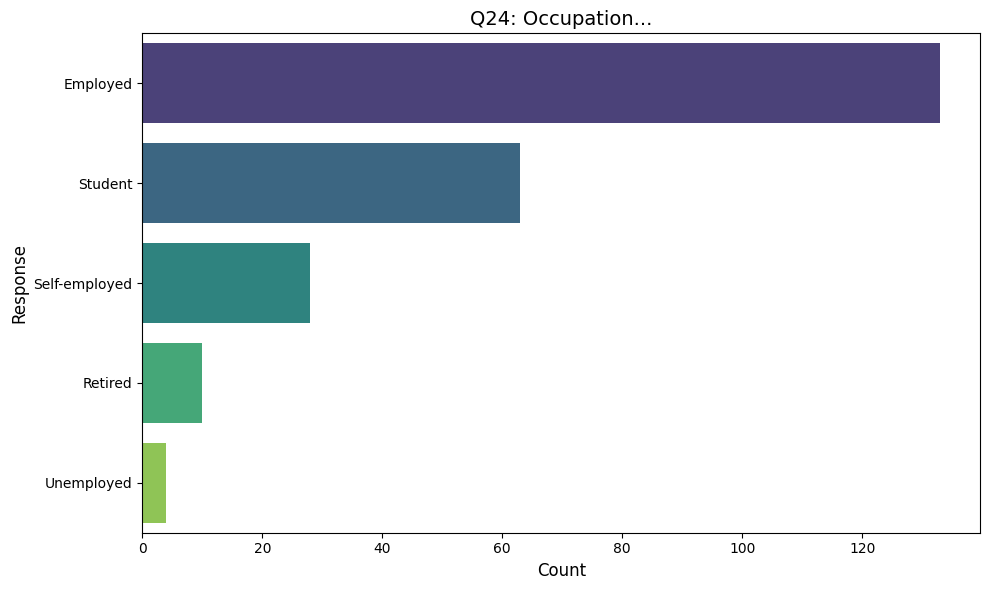 Q24: Occupation...
Response
Employed
Student
Self-employed
Retired
Unemployed
0 20 40 60 80 100 120
Count